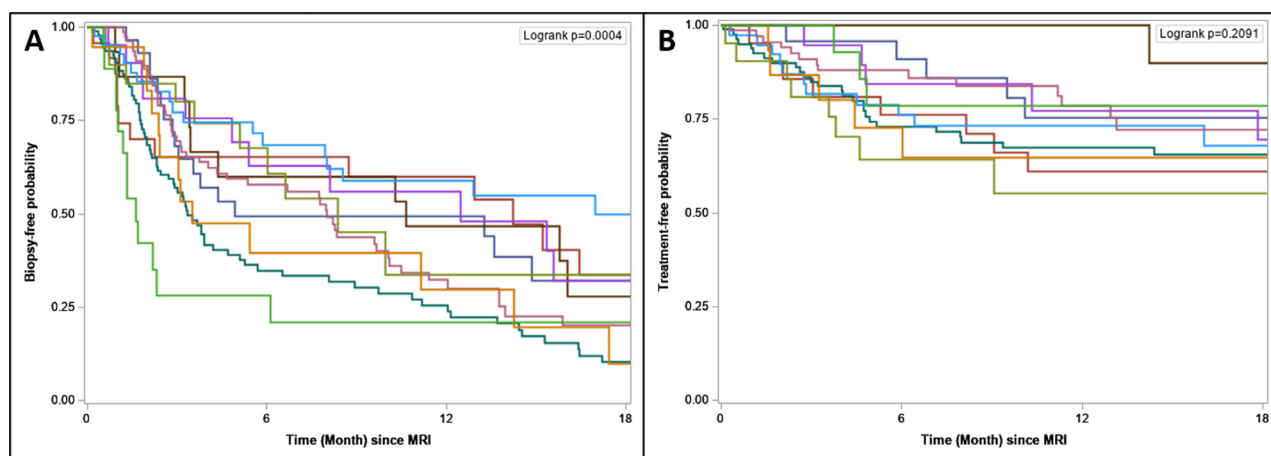 A
Logrank p=0.0004
Biopsy-free probability
1.00
0.75
0.50
0.25
0.00
0
6
12
18
Time (Month) since MRI
B
Logrank p=0.2091
Treatment-free probability
1.00
0.75
0.50
0.25
0.00
0
6
12
18
Time (Month) since MRI